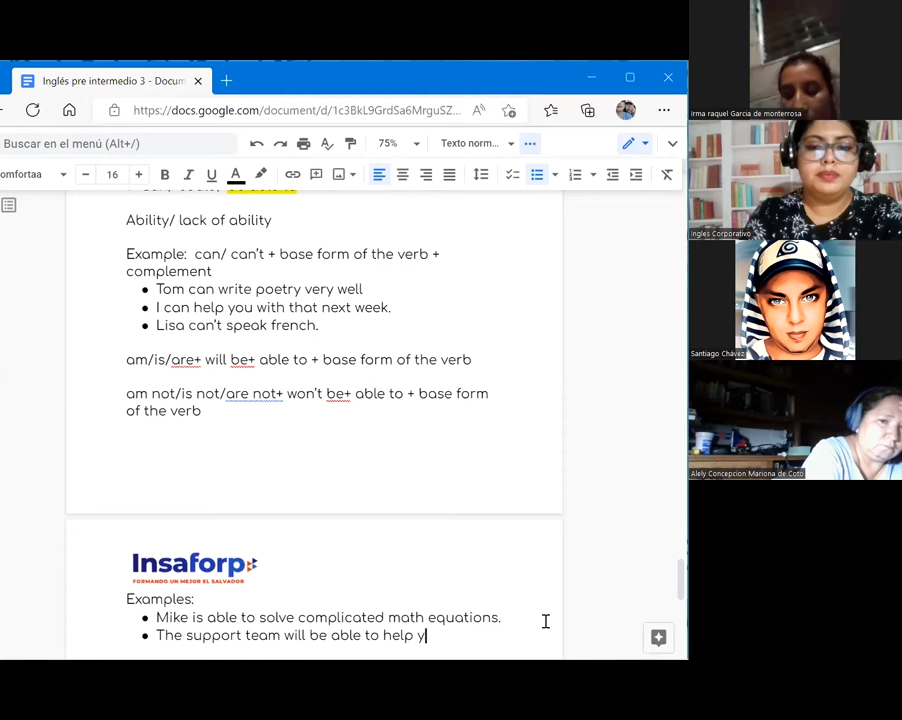 Inglés pre intermedio 3 - Docum
https://docs.google.com/document/d/1c3BkL9GrdSa6MrguSZ...
Buscar en el menú (Alt+/)
75%
Texto norm...
omfortaa
16
B I U A
Ability/ lack of ability
Example: can/ can't + base form of the verb +
complement
Tom can write poetry very well
I can help you with that next week.
Lisa can't speak french.
am/is/are+ will be+ able to + base form of the verb
am not/is not/are not+ won't be+ able to + base form
of the verb
Insaforp
FORMANDO UN MEJOR EL SALVADOR
Examples:
Mike is able to solve complicated math equations.
The support team will be able to help y
Irma raquel Garcia de monterrosa
Ingles Corporativo
Santiago Chávez
Alely Concepcion Mariona de Coto